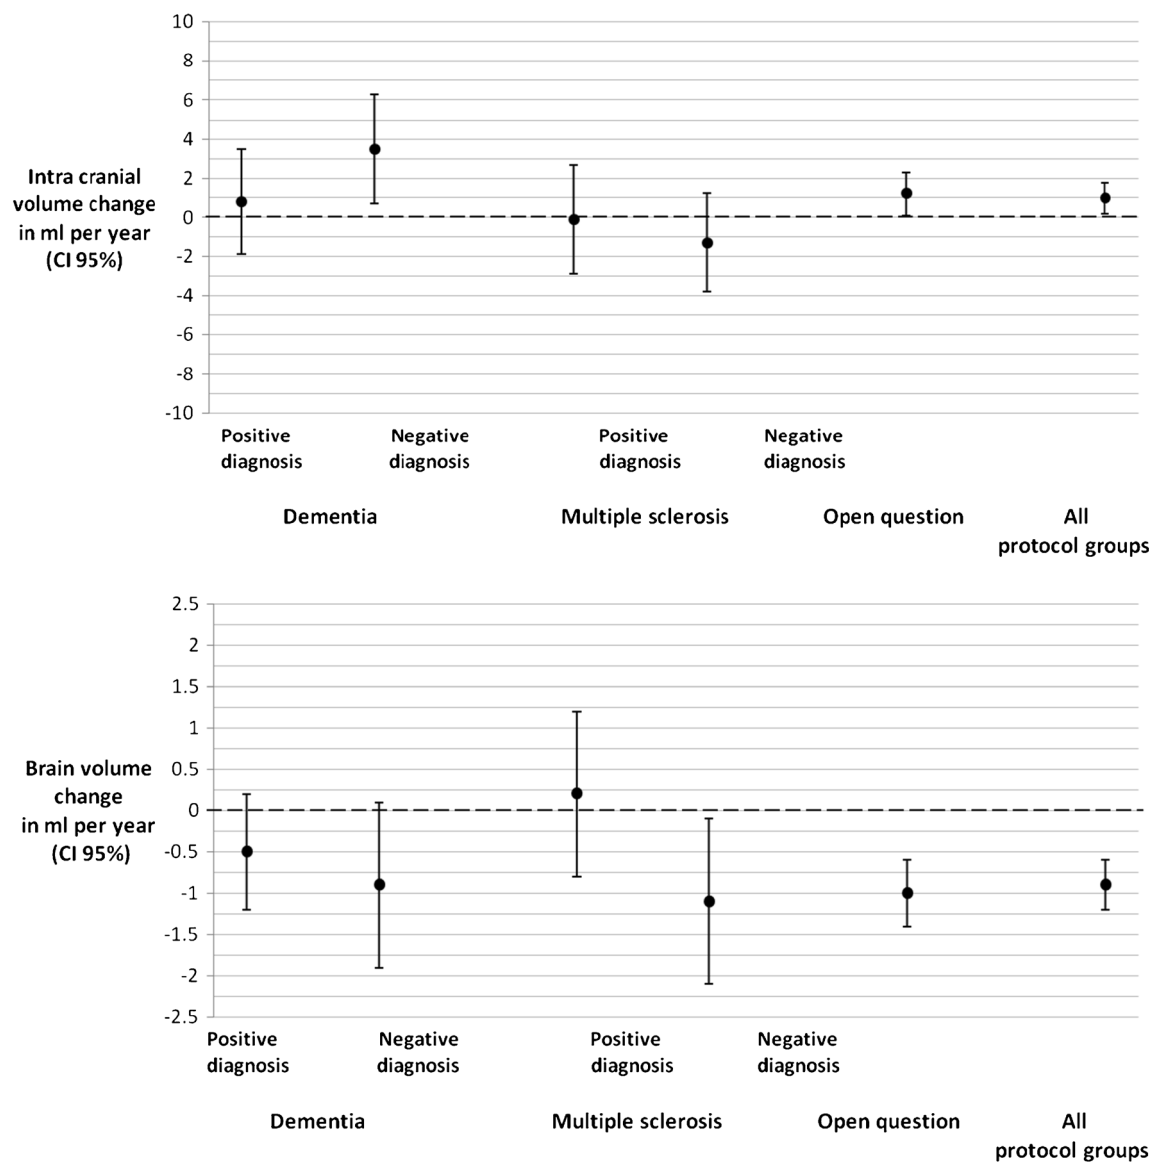 10
8
6
4
2
0
-2
-4
-6
-8
-10
Intra cranial
volume change
in ml per year
(CI 95%)
Positive diagnosis
Negative diagnosis
Positive diagnosis
Negative diagnosis
Dementia
Multiple sclerosis
Open question
All
protocol groups
2.5
2
1.5
1
0.5
0
-0.5
-1
-1.5
-2
-2.5
Brain volume
change
in ml per year
(CI 95%)
Positive diagnosis
Negative diagnosis
Positive diagnosis
Negative diagnosis
Dementia
Multiple sclerosis
Open question
All
protocol groups